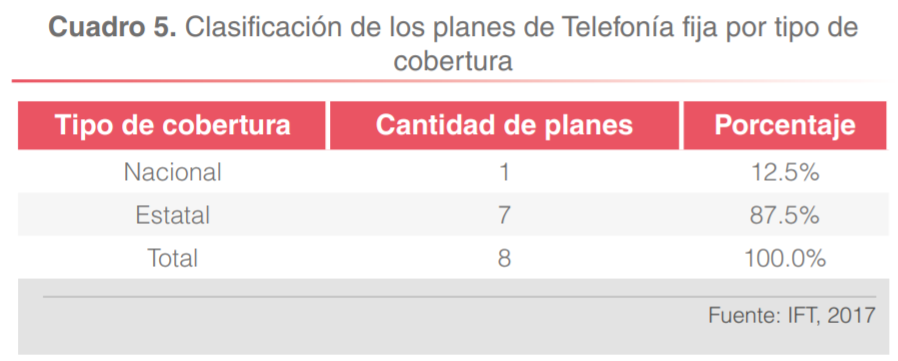 Cuadro 5. Clasificación de los planes de Telefonía fija por tipo de
cobertura
Tipo de cobertura Cantidad de planes Porcentaje
Nacional 1 12.5%
Estatal 7 87.5%
Total 8 100.0%
Fuente: IFT, 2017